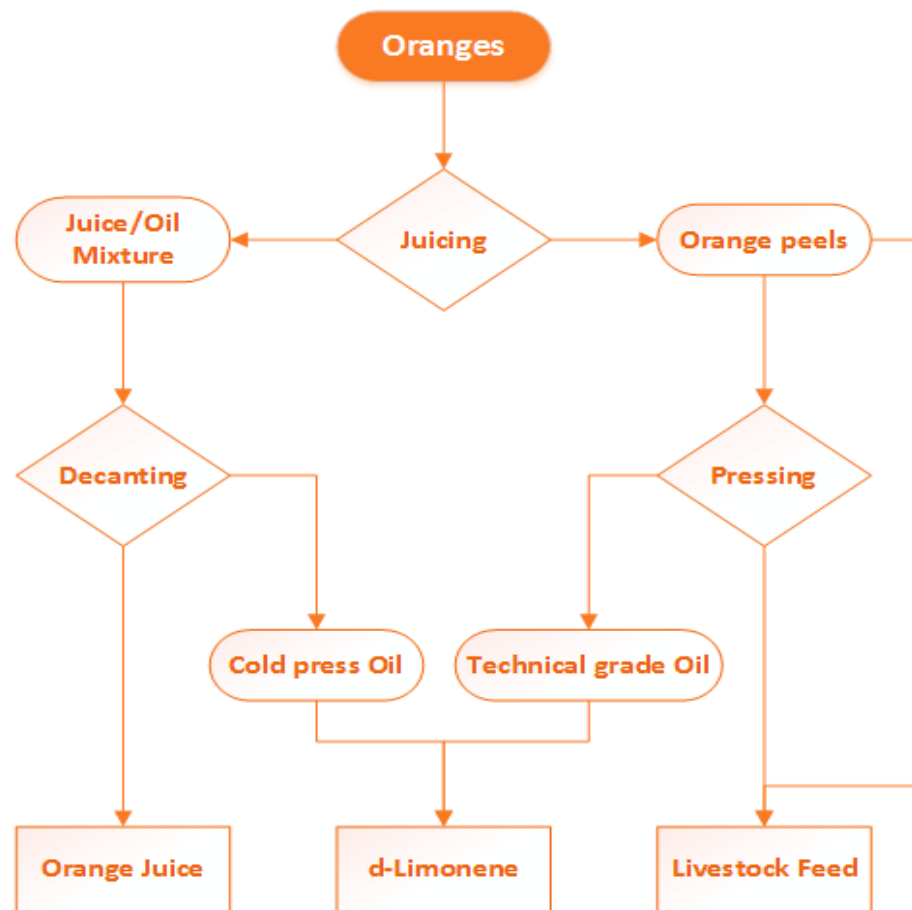 Oranges
Juice/Oil
Mixture
Juicing
Orange peels
Decanting
Pressing
Cold press Oil
Technical grade Oil
Orange Juice
d-Limonene
Livestock Feed